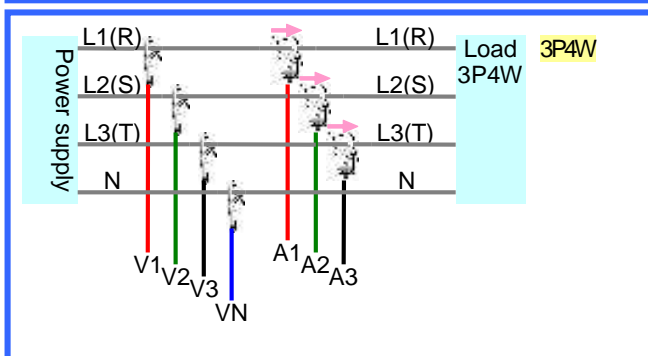 L1(R) L1(R)
Load 3P4W
3P4W
Power supply
L2(S) L2(S)
L3(T) L3(T)
N N
V1 V2 V3 VN
A1 A2 A3